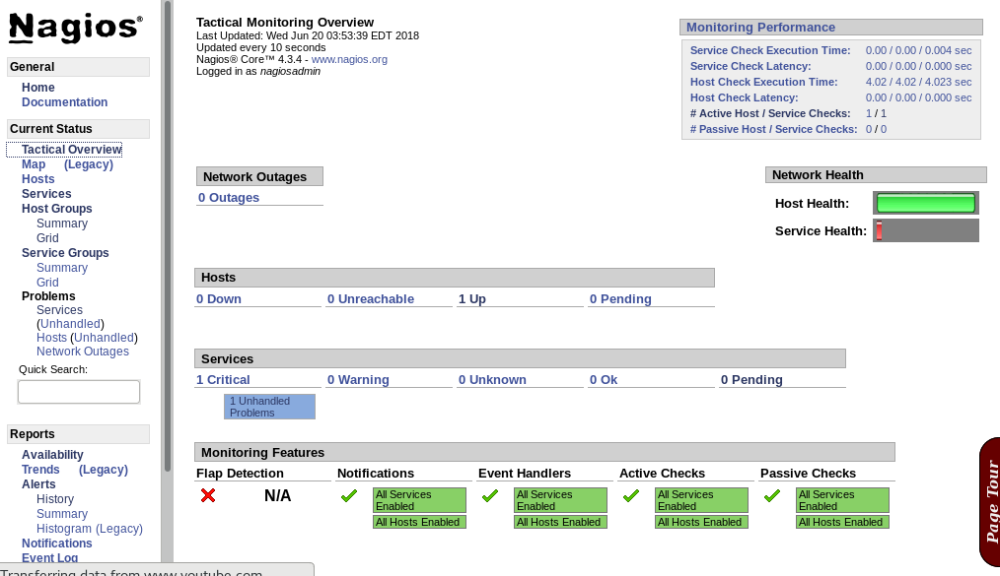 Nagios®
General
Home
Documentation
Current Status
Tactical Overview
Map (Legacy)
Hosts
Services
Host Groups
Summary
Grid
Service Groups
Summary
Grid
Problems
Services
(Unhandled)
Hosts (Unhandled)
Network Outages
Quick Search:
Reports
Availability
Trends (Legacy)
Alerts
History
Summary
Histogram (Legacy)
Notifications
Event Log
Transferring data from www.youtube.com
Tactical Monitoring Overview
Last Updated: Wed Jun 20 03:53:39 EDT 2018
Updated every 10 seconds
Nagios® Core™ 4.3.4 - www.nagios.org
Logged in as nagiosadmin
Monitoring Performance
Service Check Execution Time: 0.00 / 0.00 / 0.004 sec
Service Check Latency: 0.00 / 0.00 / 0.000 sec
Host Check Execution Time: 4.02 / 4.02 / 4.023 sec
Host Check Latency: 0.00 / 0.00 / 0.000 sec
# Active Host / Service Checks: 1 / 1
# Passive Host / Service Checks: 0 / 0
Network Outages
0 Outages
Network Health
Host Health:
Service Health:
Hosts
0 Down 0 Unreachable 1 Up 0 Pending
Services
1 Critical 0 Warning 0 Unknown 0 Ok 0 Pending
1 Unhandled
Problems
Monitoring Features
Flap Detection Notifications Event Handlers Active Checks Passive Checks
N/A All Services All Services All Services All Services
Enabled Enabled Enabled Enabled
All Hosts Enabled All Hosts Enabled All Hosts Enabled All Hosts Enabled
Page Tour